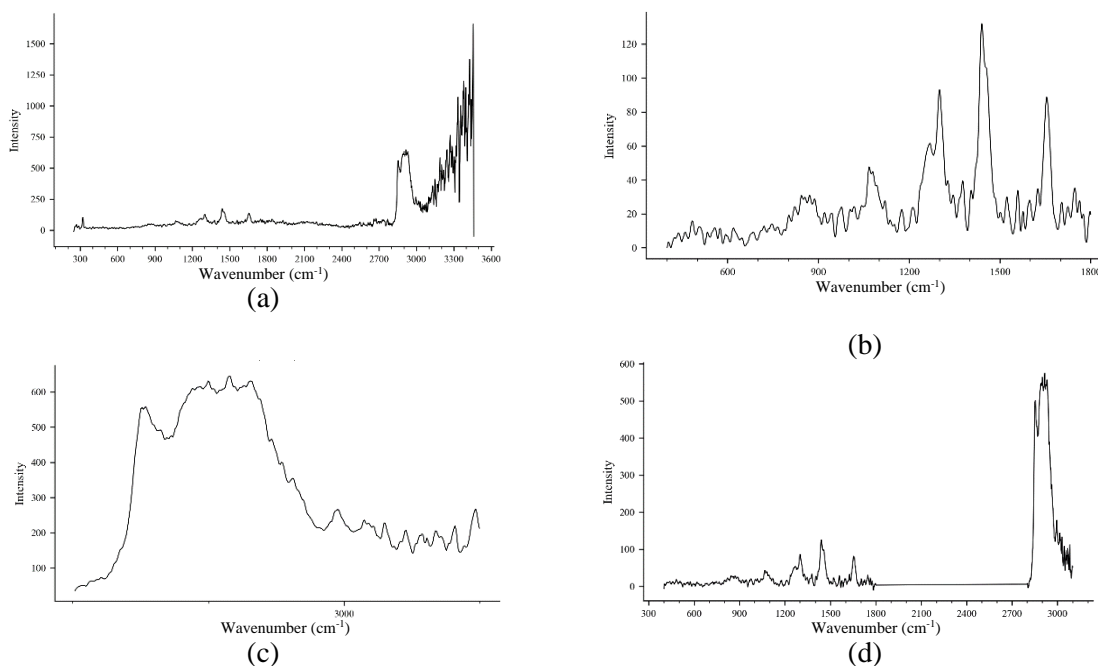 1500
1250
1000
750
500
250
0
Intensity
300 600 900 1200 1500 1800 2100 2400 2700 3000 3300 3600
Wavenumber (cm⁻¹)
(a)
120
100
80
60
40
20
0
Intensity
600 900 1200 1500 1800
Wavenumber (cm⁻¹)
(b)
600
500
400
300
200
100
Intensity
3000
Wavenumber (cm⁻¹)
(c)
600
500
400
300
200
100
0
Intensity
300 600 900 1200 1500 1800 2100 2400 2700 3000
Wavenumber (cm⁻¹)
(d)